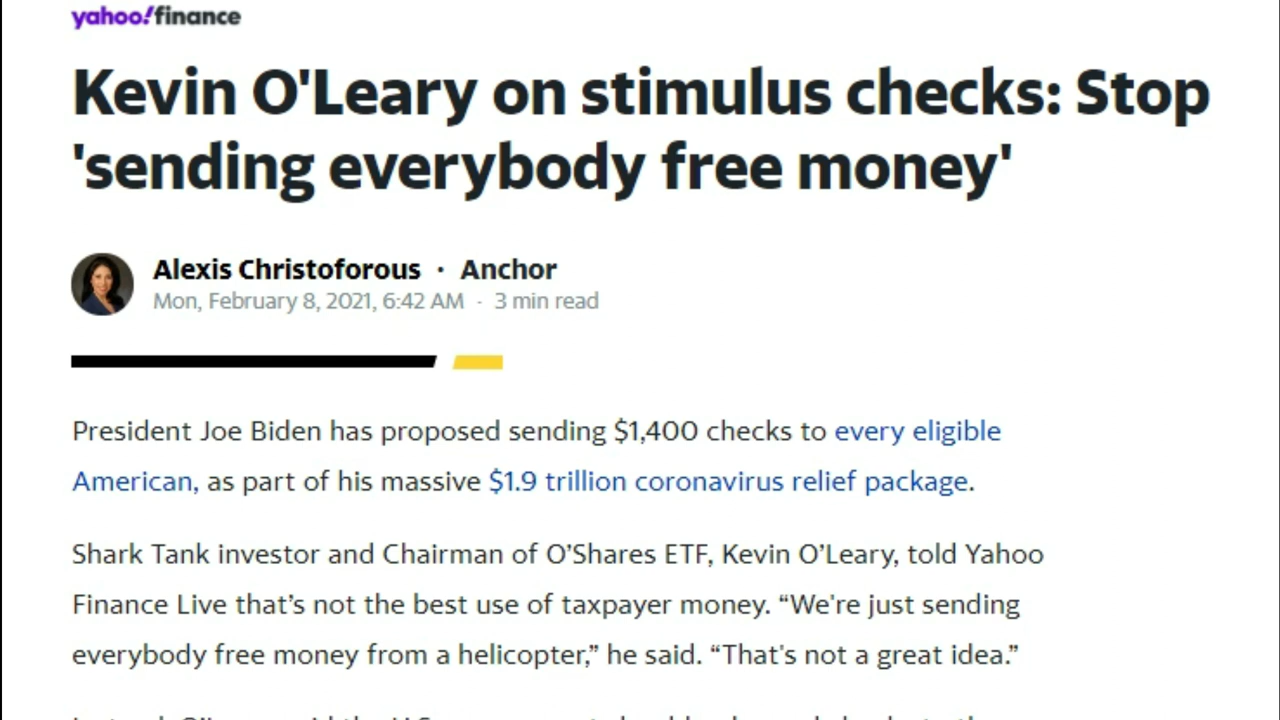 yahoo!finance
Kevin O'Leary on stimulus checks: Stop
'sending everybody free money'
Alexis Christoforous · Anchor
Mon, February 8, 2021, 6:42 AM · 3 min read
President Joe Biden has proposed sending $1,400 checks to every eligible
American, as part of his massive $1.9 trillion coronavirus relief package.
Shark Tank investor and Chairman of O’Shares ETF, Kevin O’Leary, told Yahoo
Finance Live that’s not the best use of taxpayer money. “We're just sending
everybody free money from a helicopter,” he said. “That's not a great idea.”